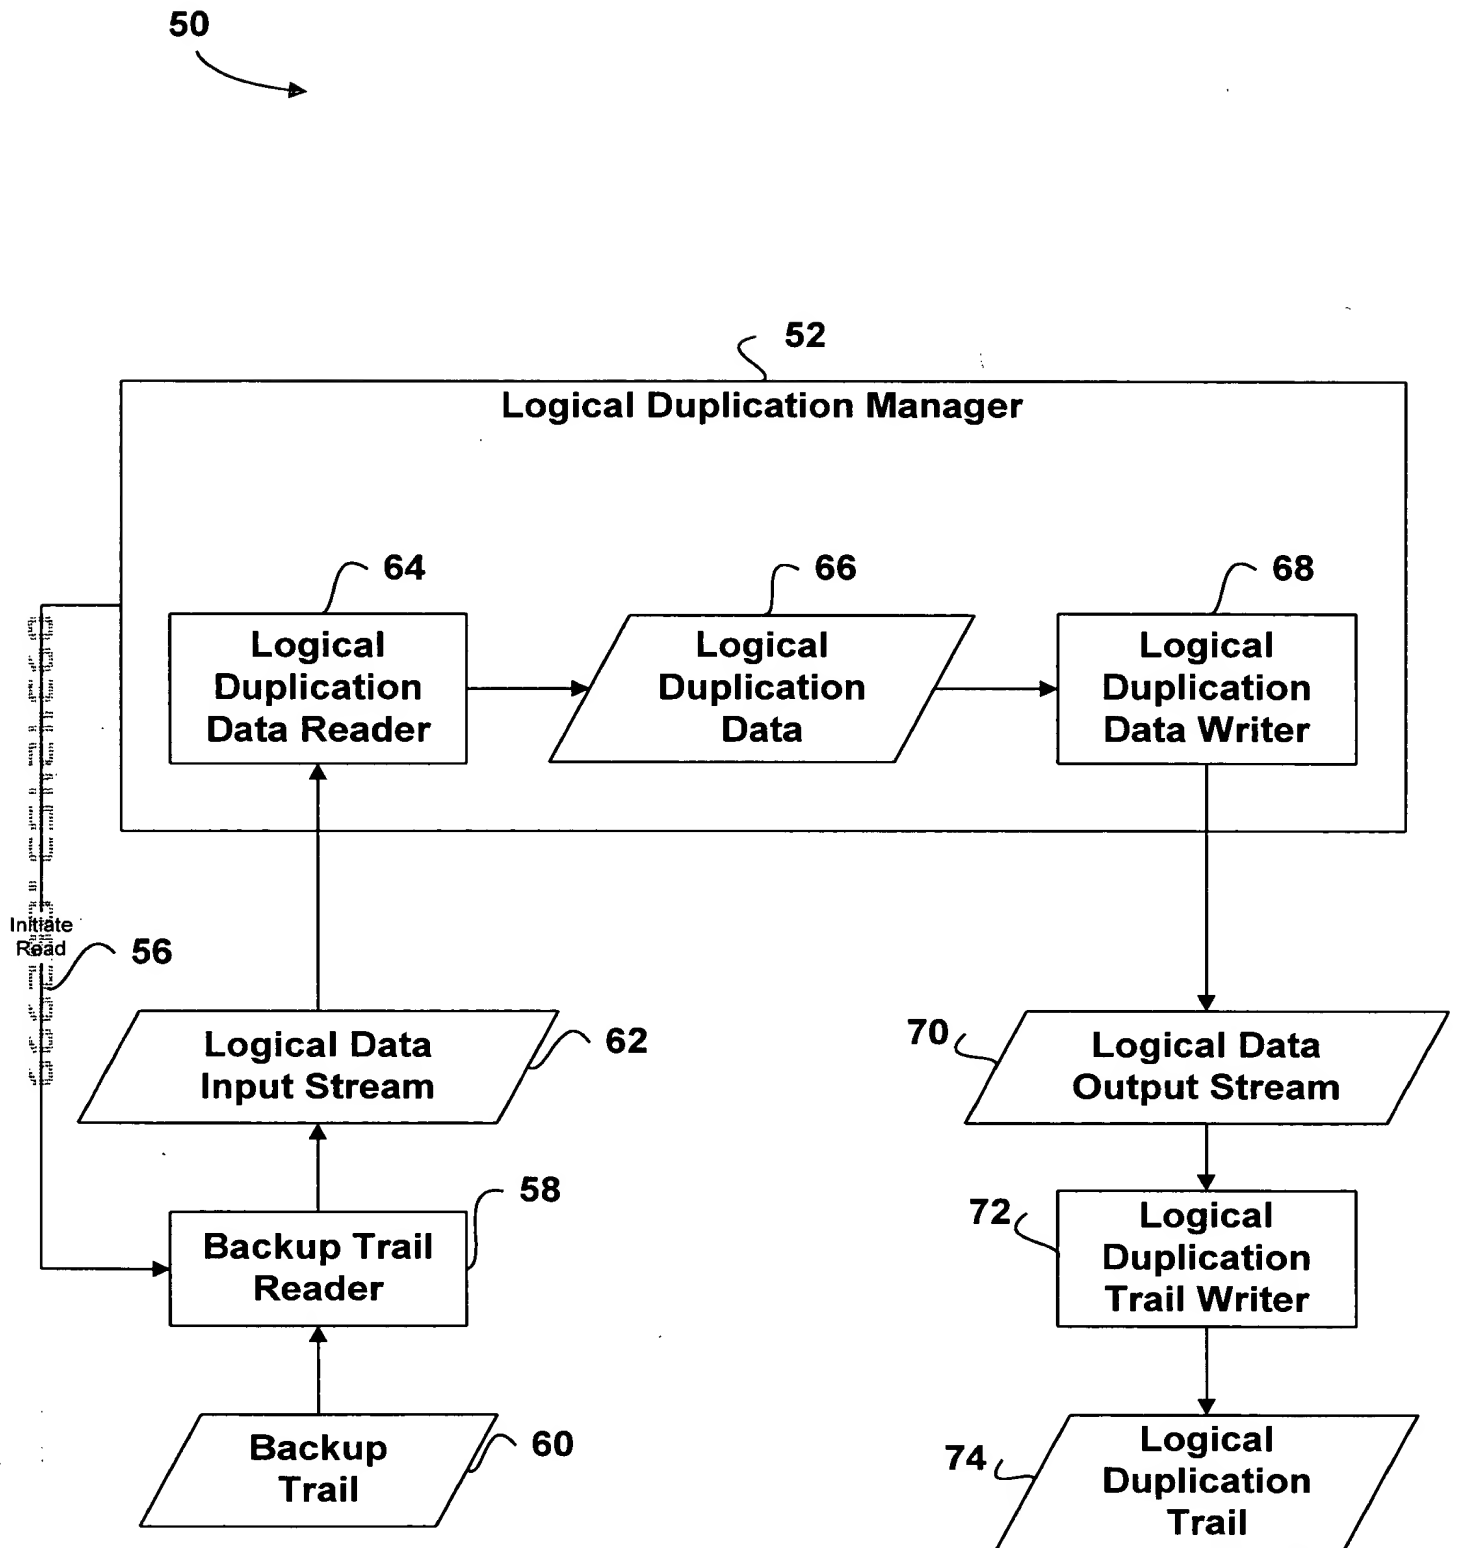 50
52
Logical Duplication Manager
64
66
68
Logical
Duplication
Data Reader
Logical
Duplication
Data
Logical
Duplication
Data Writer
Initiate
Read
56
Logical Data
Input Stream
62
70
Logical Data
Output Stream
58
Backup Trail
Reader
72
Logical
Duplication
Trail Writer
Backup
Trail
60
74
Logical
Duplication
Trail